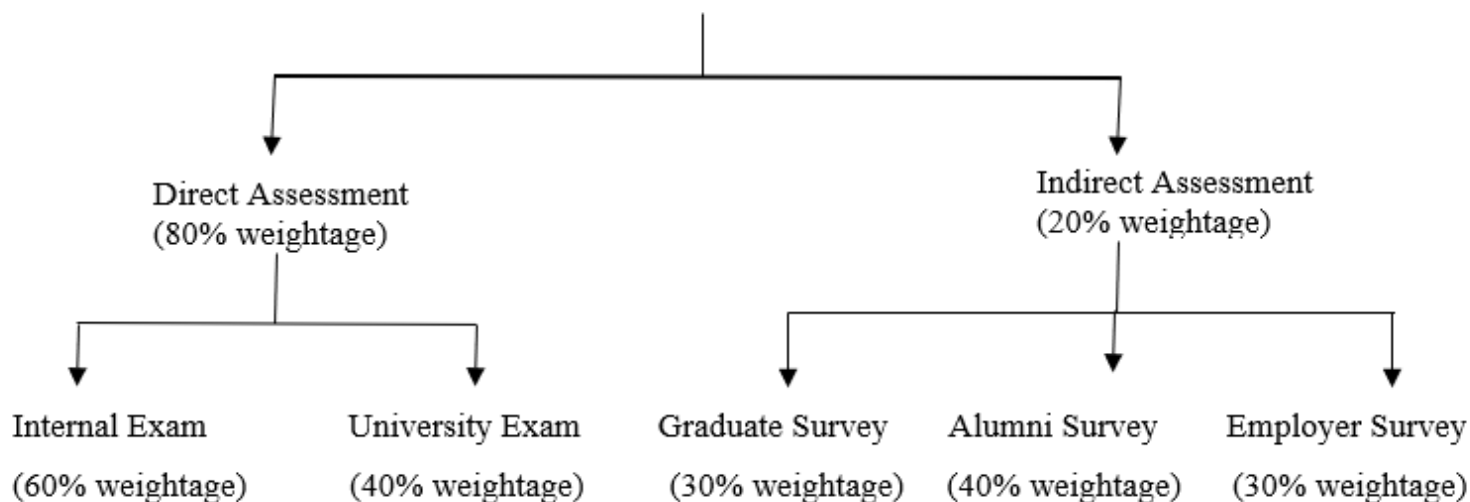 Direct Assessment
(80% weightage)
Indirect Assessment
(20% weightage)
Internal Exam
(60% weightage)
University Exam
(40% weightage)
Graduate Survey
(30% weightage)
Alumni Survey
(40% weightage)
Employer Survey
(30% weightage)